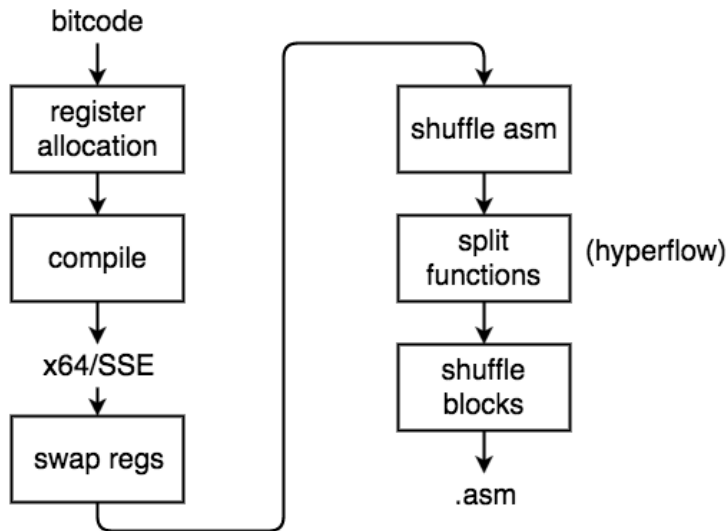 bitcode
register
allocation
compile
x64/SSE
swap regs
shuffle asm
split
functions
(hyperflow)
shuffle
blocks
.asm